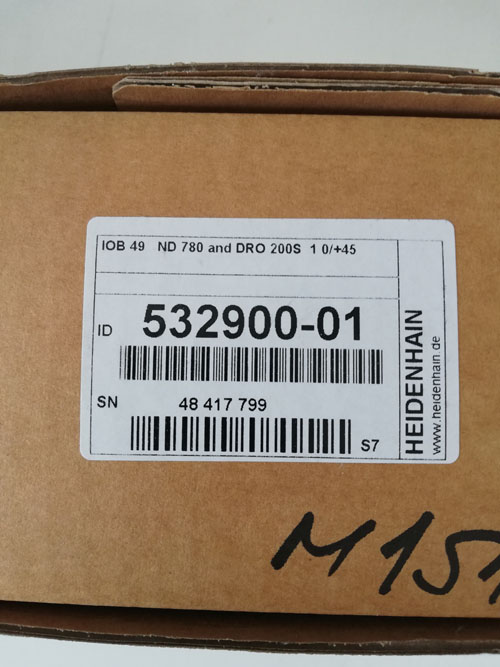 IOB 49 ND 780 and DRO 200S 1 0/+45
ID 532900-01
SN 48 417 799
S7
HEIDENHAIN
www.heidenhain.de
M151